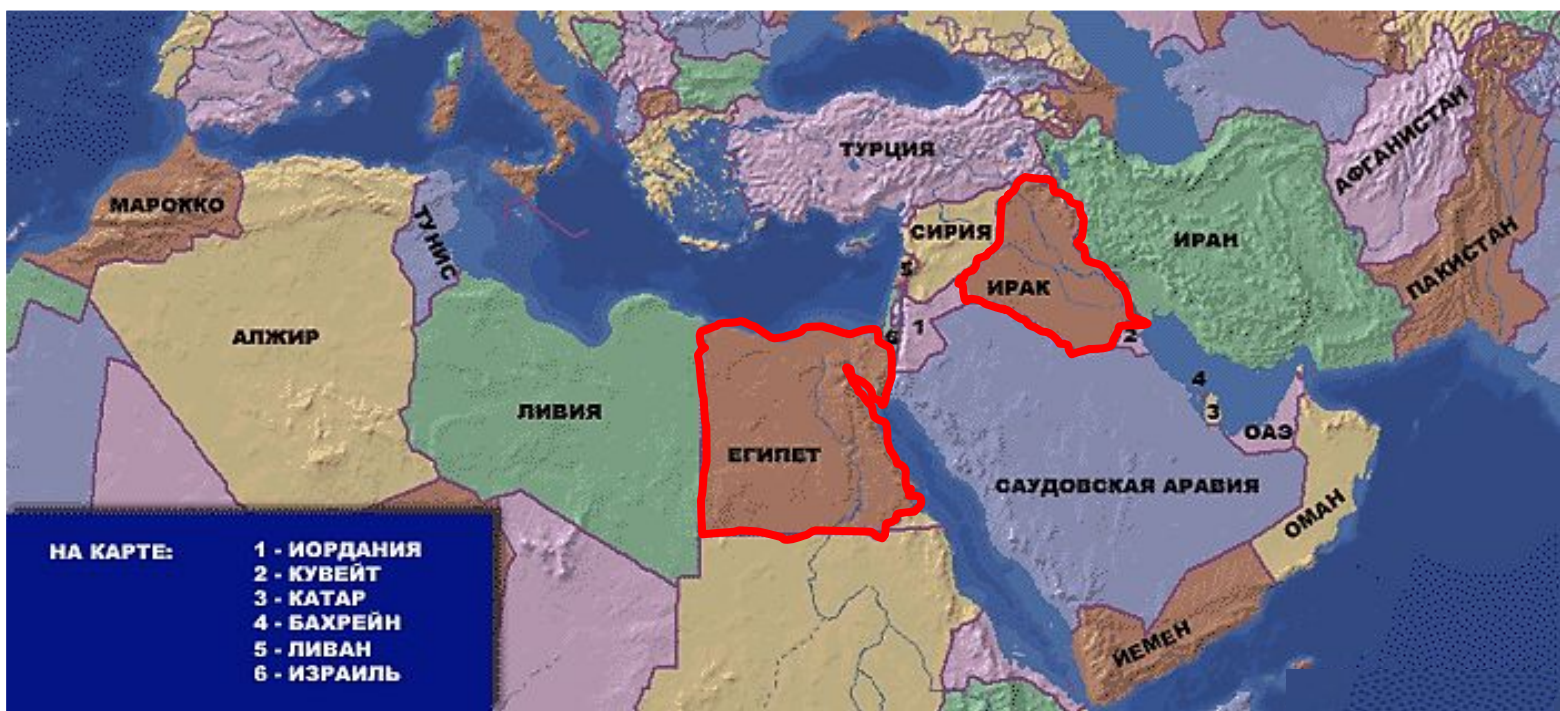 ТУРЦИЯ
АФГАНИСТАН
МАРОККО
ТУНИС
СИРИЯ
ИРАН
ПАКИСТАН
5
ИРАК
АЛЖИР
6
1
2
ЛИВИЯ
4
3
ОАЭ
ЕГИПЕТ
САУДОВСКАЯ АРАВИЯ
ОМАН
ЙЕМЕН
НА КАРТЕ:
1 - ИОРДАНИЯ
2 - КУВЕЙТ
3 - КАТАР
4 - БАХРЕЙН
5 - ЛИВАН
6 - ИЗРАИЛЬ